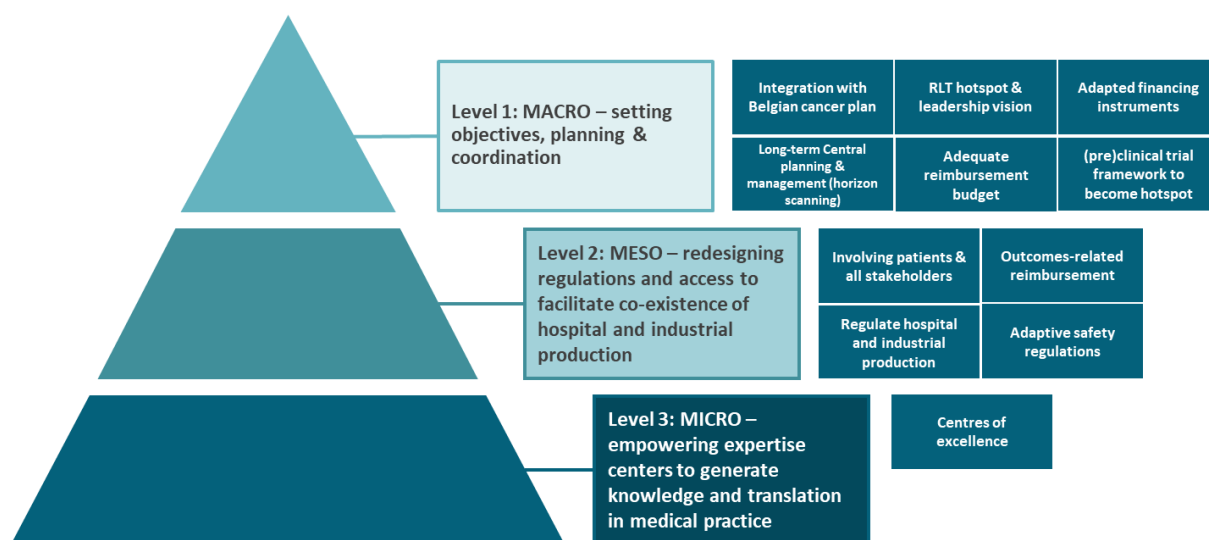 Level 1: MACRO – setting
objectives, planning &
coordination
Integration with
Belgian cancer plan
RLT hotspot &
leadership vision
Adapted financing
instruments
Long-term Central
planning &
management (horizon
scanning)
Adequate
reimbursement
budget
(pre)clinical trial
framework to
become hotspot
Level 2: MESO – redesigning
regulations and access to
facilitate co-existence of
hospital and industrial
production
Involving patients &
all stakeholders
Outcomes-related
reimbursement
Regulate hospital
and industrial
production
Adaptive safety
regulations
Level 3: MICRO –
empowering expertise
centers to generate
knowledge and translation
in medical practice
Centres of
excellence